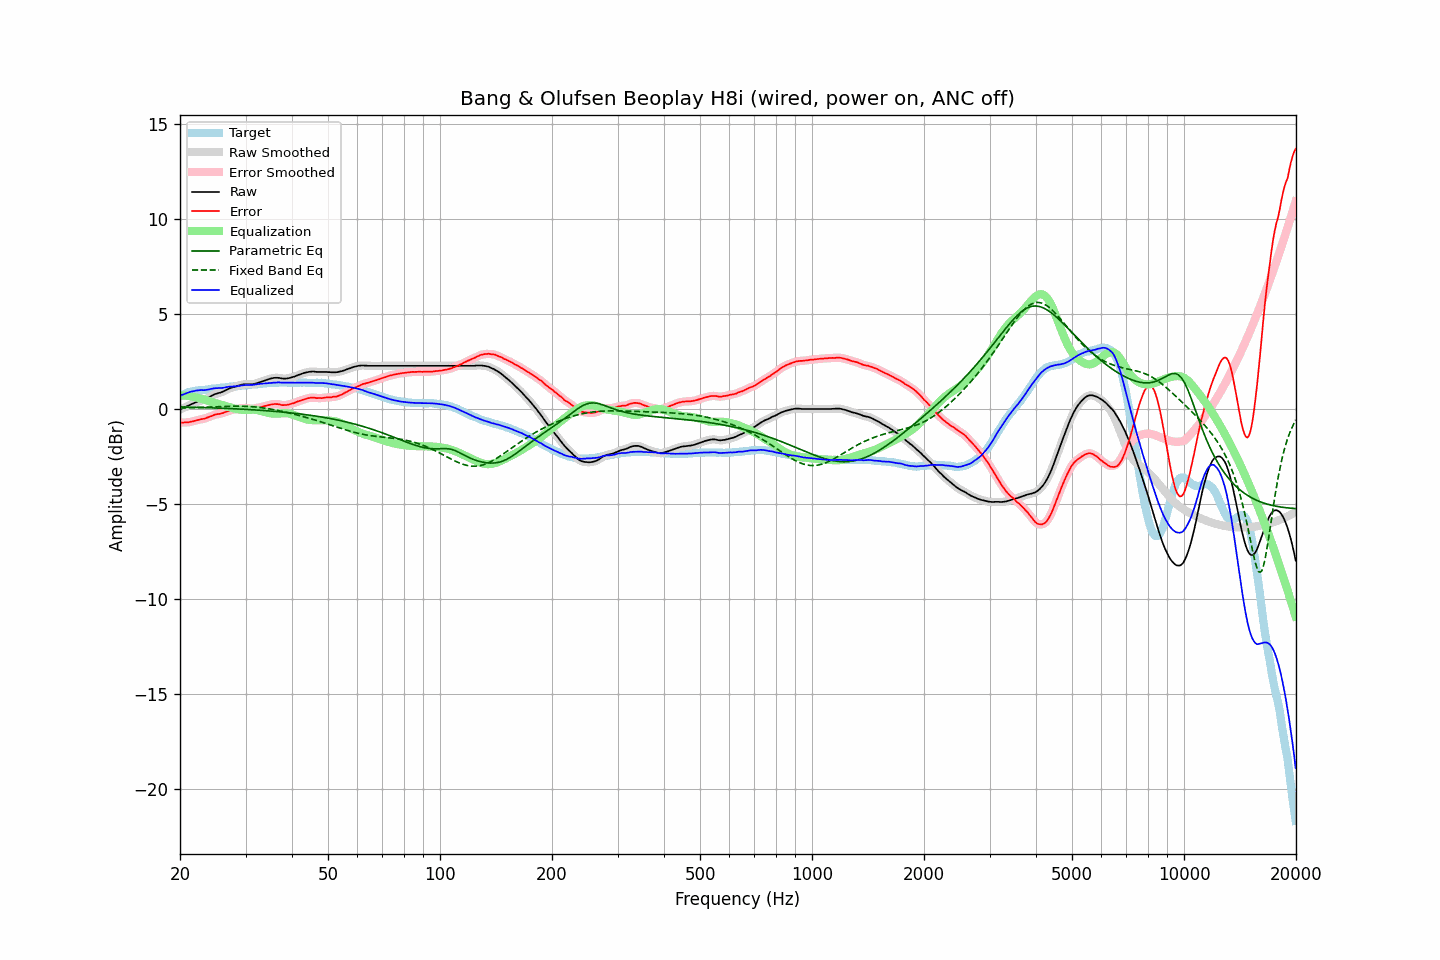 Bang & Olufsen Beoplay H8i (wired, power on, ANC off)
Target
Raw Smoothed
Error Smoothed
Raw
Error
Equalization
Parametric Eq
Fixed Band Eq
Equalized
15
10
5
0
−5
−10
−15
−20
Amplitude (dBr)
20 50 100 200 500 1000 2000 5000 10000 20000
Frequency (Hz)